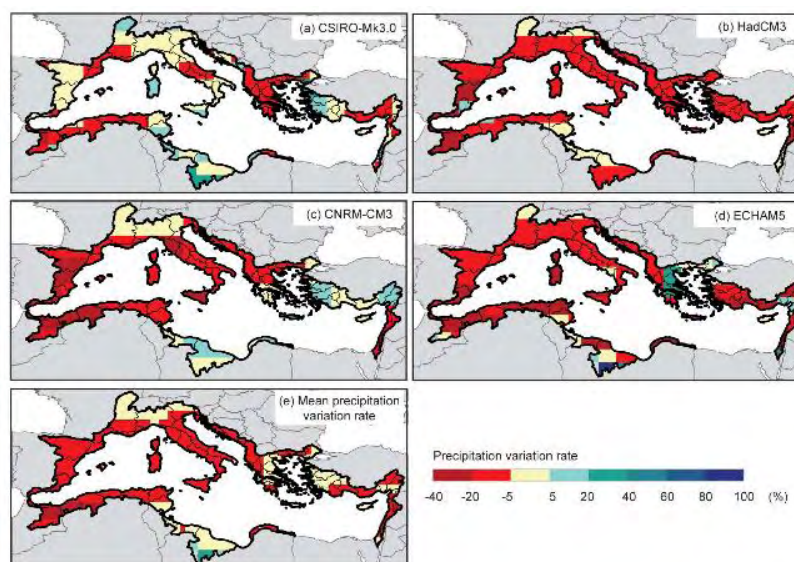 (a) CSIRO-Mk3.0
(b) HadCM3
(c) CNRM-CM3
(d) ECHAM5
(e) Mean precipitation
variation rate
Precipitation variation rate
-40 -20 -5 5 20 40 60 80 100 (%)